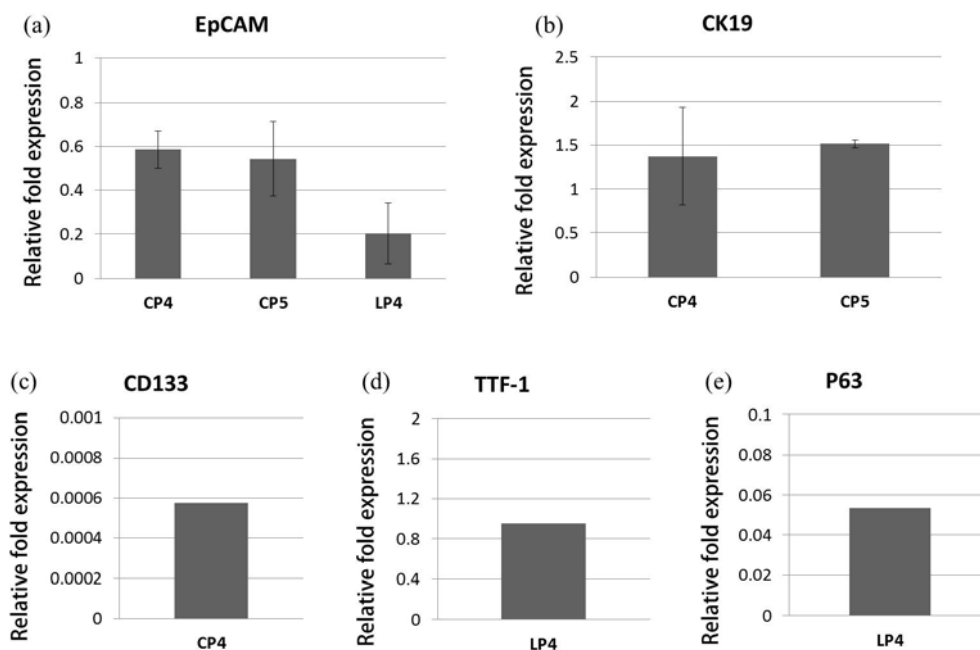 (a)
EpCAM
Relative fold expression
1
0.8
0.6
0.4
0.2
0
CP4 CP5 LP4
(b)
CK19
Relative fold expression
2.5
2
1.5
1
0.5
0
CP4 CP5
(c)
CD133
Relative fold expression
0.001
0.0008
0.0006
0.0004
0.0002
0
CP4
(d)
TTF-1
Relative fold expression
2
1.6
1.2
0.8
0.4
0
LP4
(e)
P63
Relative fold expression
0.1
0.08
0.06
0.04
0.02
0
LP4